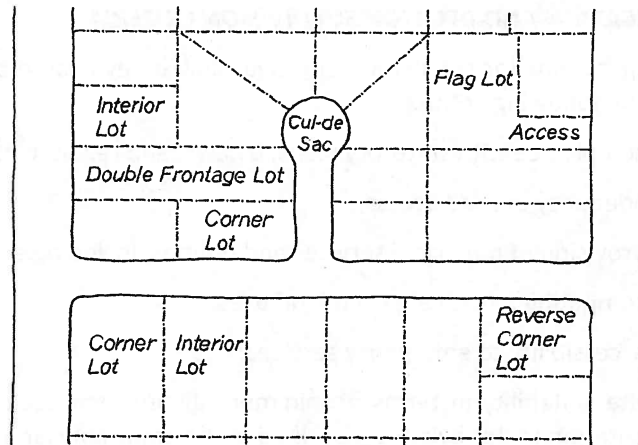 Flag Lot
Interior
Lot
Cul-de
Sac
Access
Double Frontage Lot
Corner
Lot
Corner
Lot
Interior
Lot
Reverse
Corner
Lot